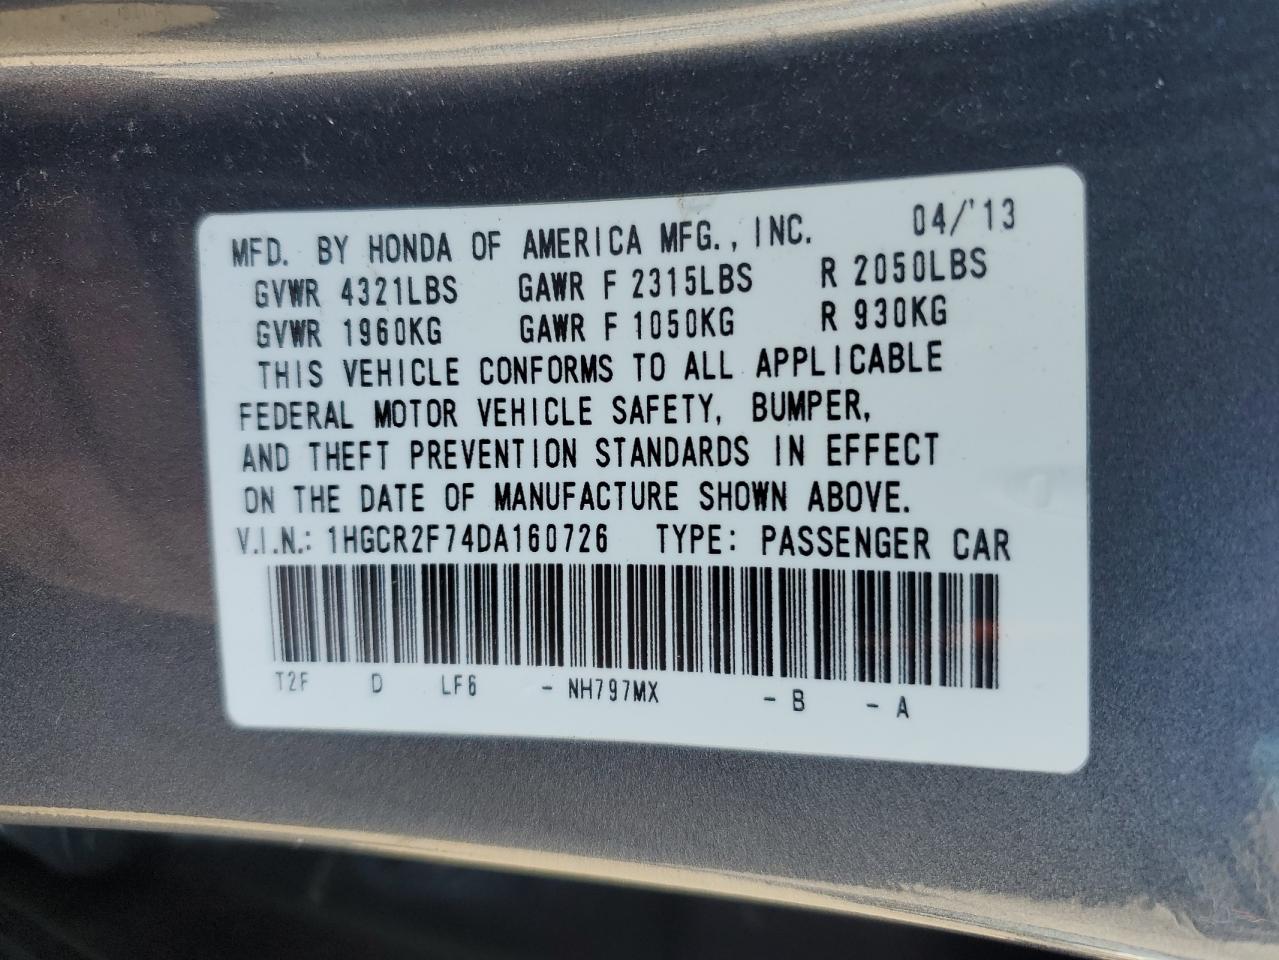 MFD. BY HONDA OF AMERICA MFG., INC. 04/'13
GVWR 4321LBS GAWR F 2315LBS R 2050LBS
GVWR 1960KG GAWR F 1050KG R 930KG
THIS VEHICLE CONFORMS TO ALL APPLICABLE
FEDERAL MOTOR VEHICLE SAFETY, BUMPER,
AND THEFT PREVENTION STANDARDS IN EFFECT
ON THE DATE OF MANUFACTURE SHOWN ABOVE.
V.I.N.: 1HGCR2F74DA160726 TYPE: PASSENGER CAR
T2F D LF6 - NH797MX - B - A